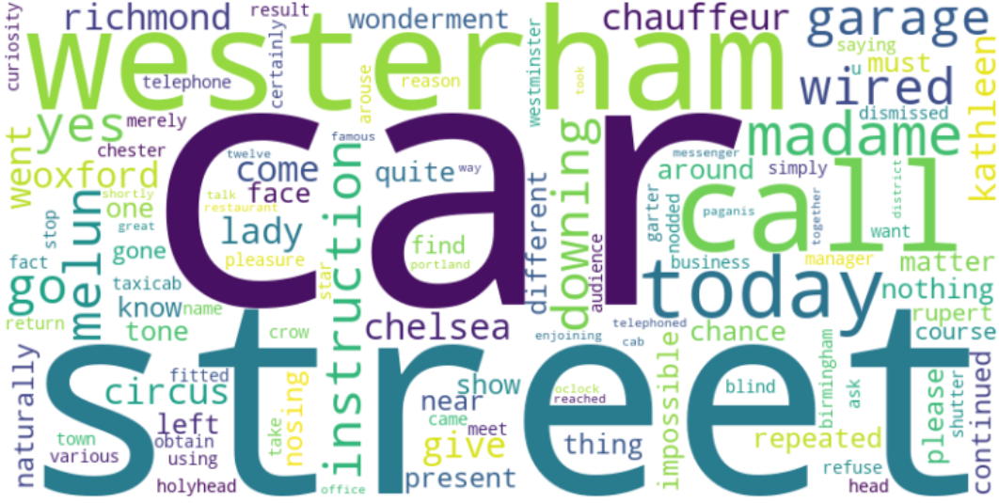 curiosity
richmond
result
wonderment
chauffeur
garage
westerham
telephone
certainly
arouse
reason
westminster
took
saying
u
must
wired
kathleen
dismissed
yes
merely
went
chester
famous
car
messenger
madame
oxford
twelve
come
quite
way
around
simply
call
district
face
talk
restaurant
shortly
one
great
melun
lady
instruction
different
downing
garter
nodded
paganis
together
want
stop
fact
gone
pleasure
find
portland
star
audience
business
manager
matter
go
taxicab
know
name
today
nothing
rupert
return
tone
crow
chelsea
enjoining
telephoned
cab
chance
course
naturally
street
fitted
circus
nosing
take
show
oclock
reached
near
impossible
blind
birmingham
ask
please
shutter
continued
left
town
obtain
various
using
came
meet
give
thing
repeated
holyhead
office
present
refuse
head